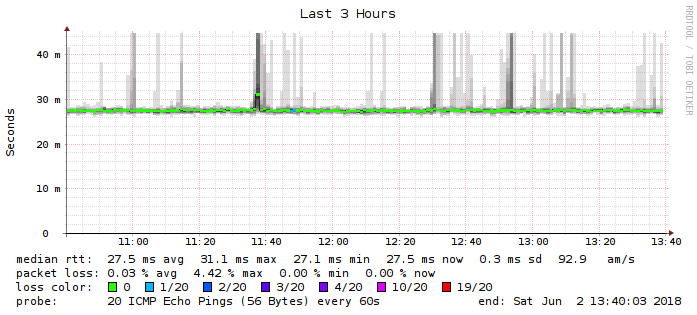 Last 3 Hours
RRDTOOL / TOBI OETIKER
Seconds
40 m
30 m
20 m
10 m
0
11:00 11:20 11:40 12:00 12:20 12:40 13:00 13:20 13:40
median rtt: 27.5 ms avg 31.1 ms max 27.1 ms min 27.5 ms now 0.3 ms sd 92.9 am/s
packet loss: 0.03 % avg 4.42 % max 0.00 % min 0.00 % now
loss color: 0 1/20 2/20 3/20 4/20 10/20 19/20
probe: 20 ICMP Echo Pings (56 Bytes) every 60s end: Sat Jun 2 13:40:03 2018